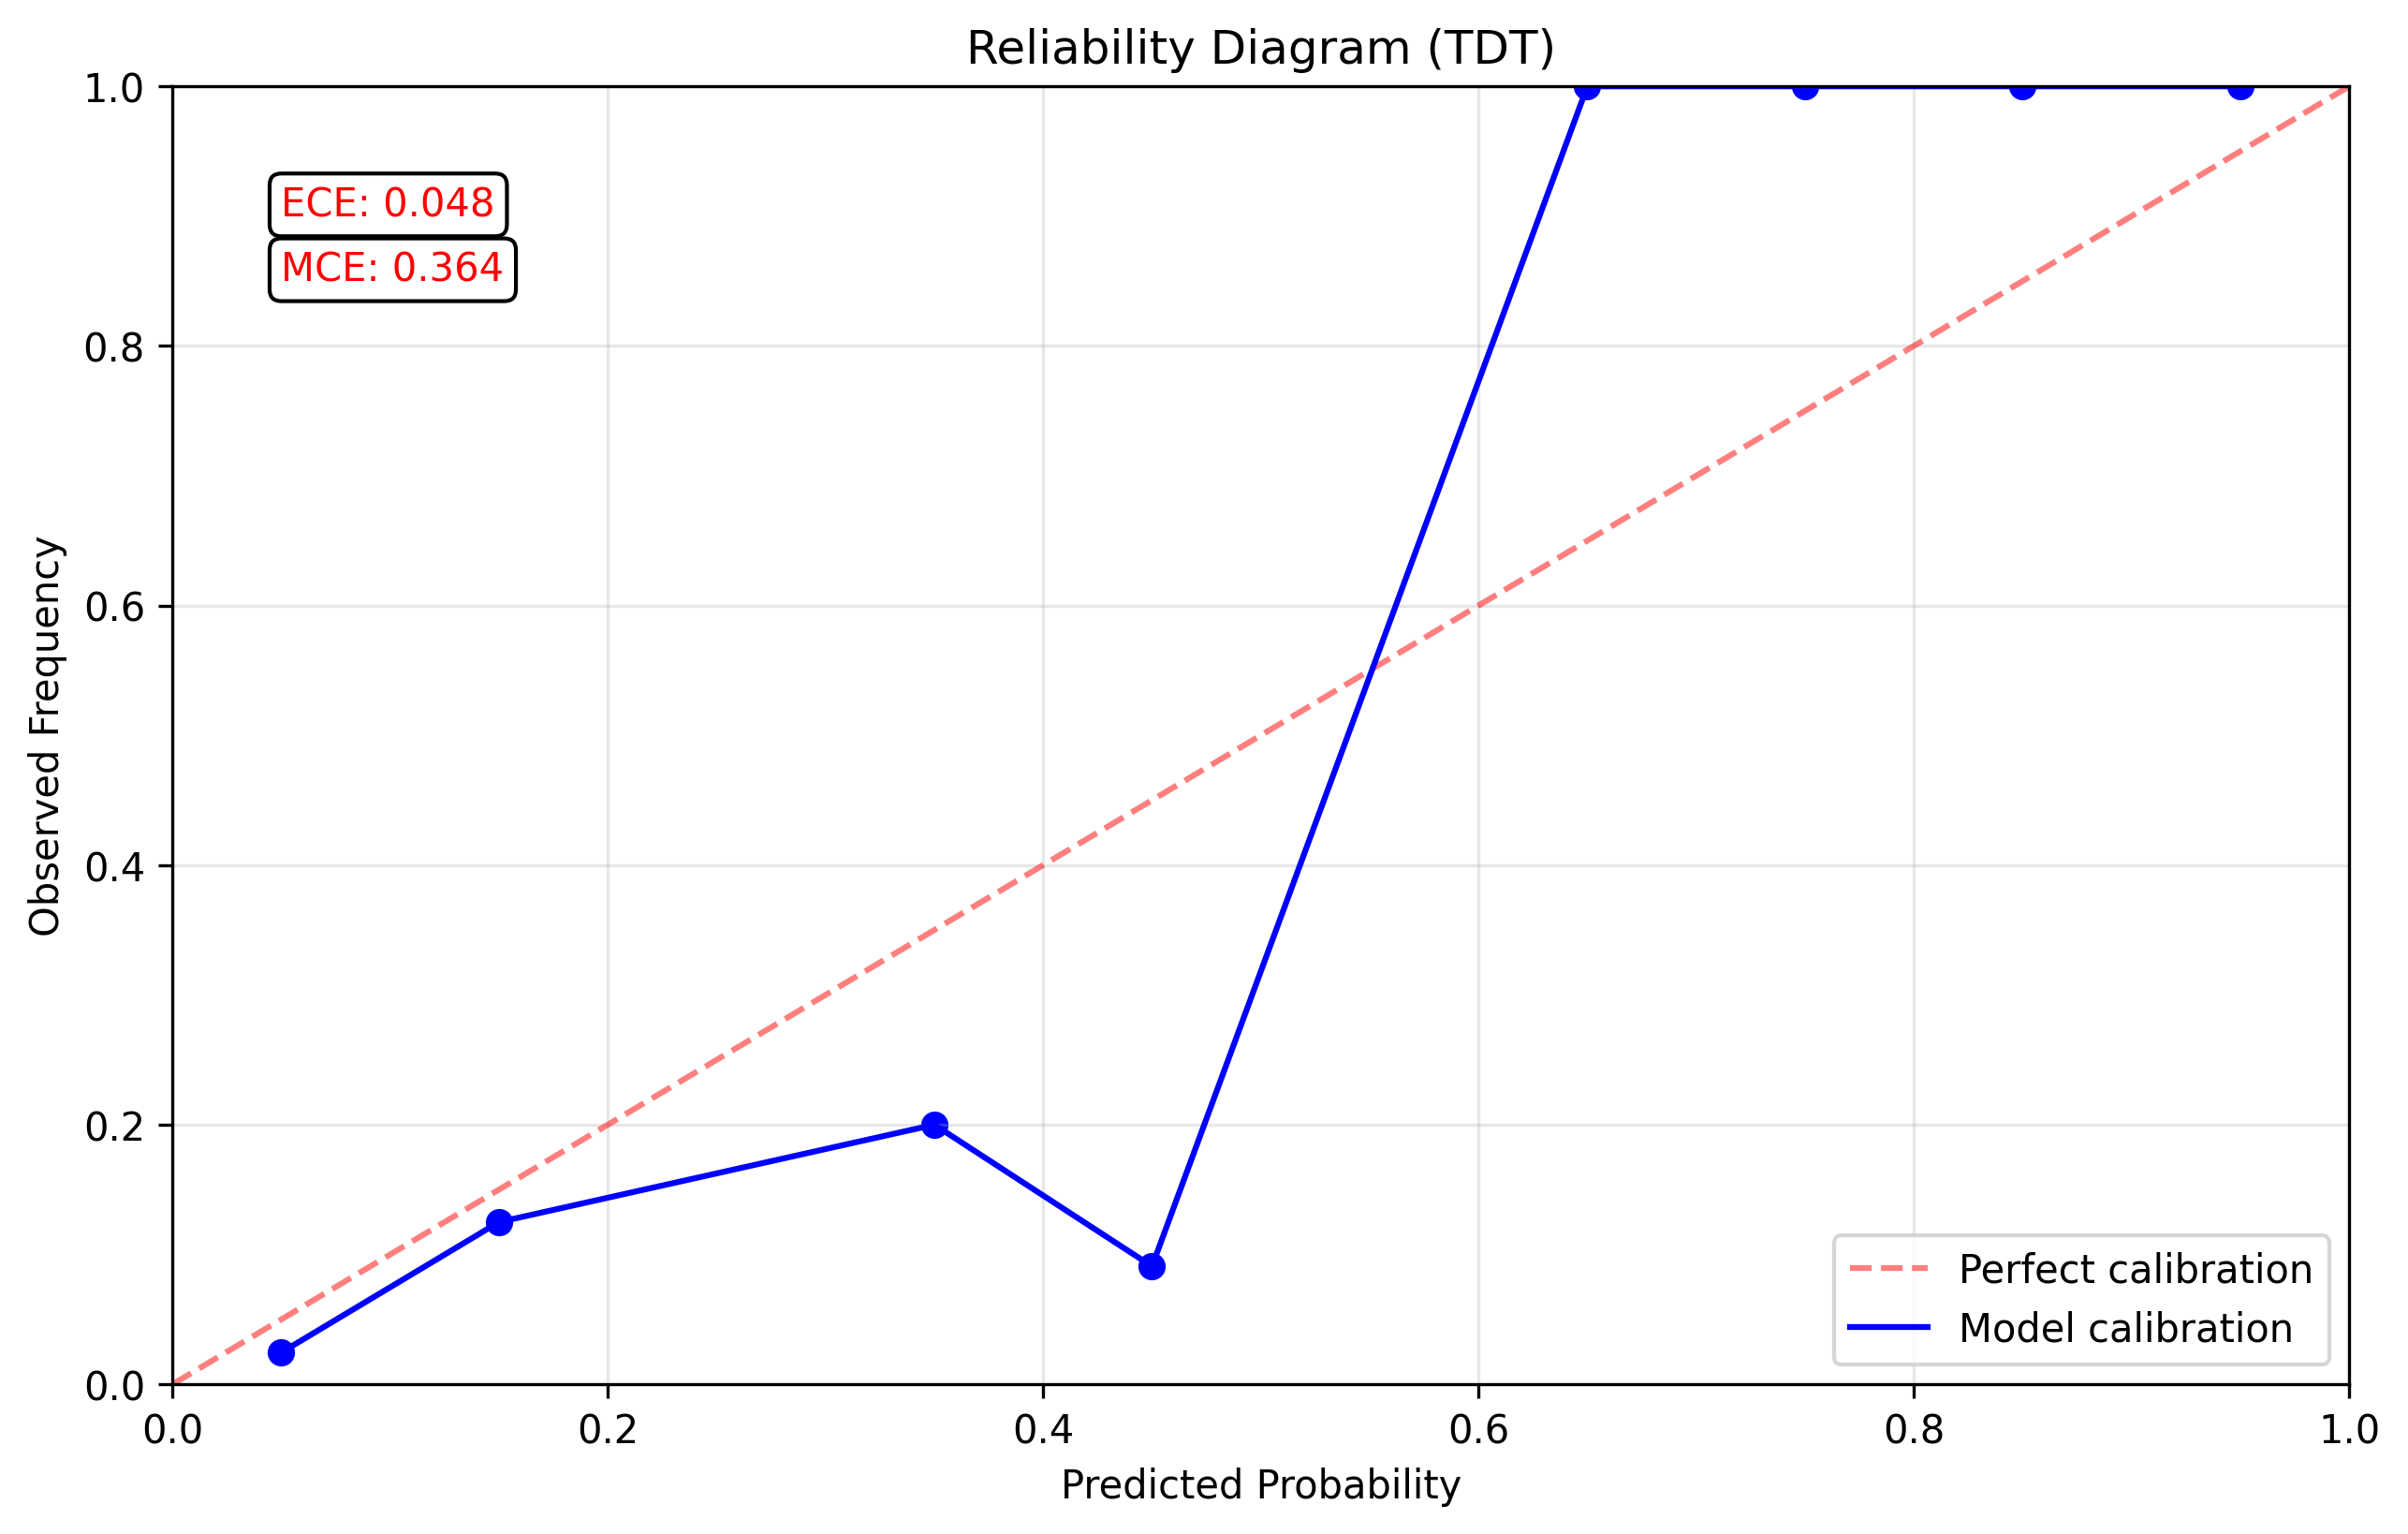 Reliability Diagram (TDT)
ECE: 0.048
MCE: 0.364
1.0
0.8
0.6
0.4
0.2
0.0
Observed Frequency
0.0 0.2 0.4 0.6 0.8 1.0
Predicted Probability
Perfect calibration
Model calibration